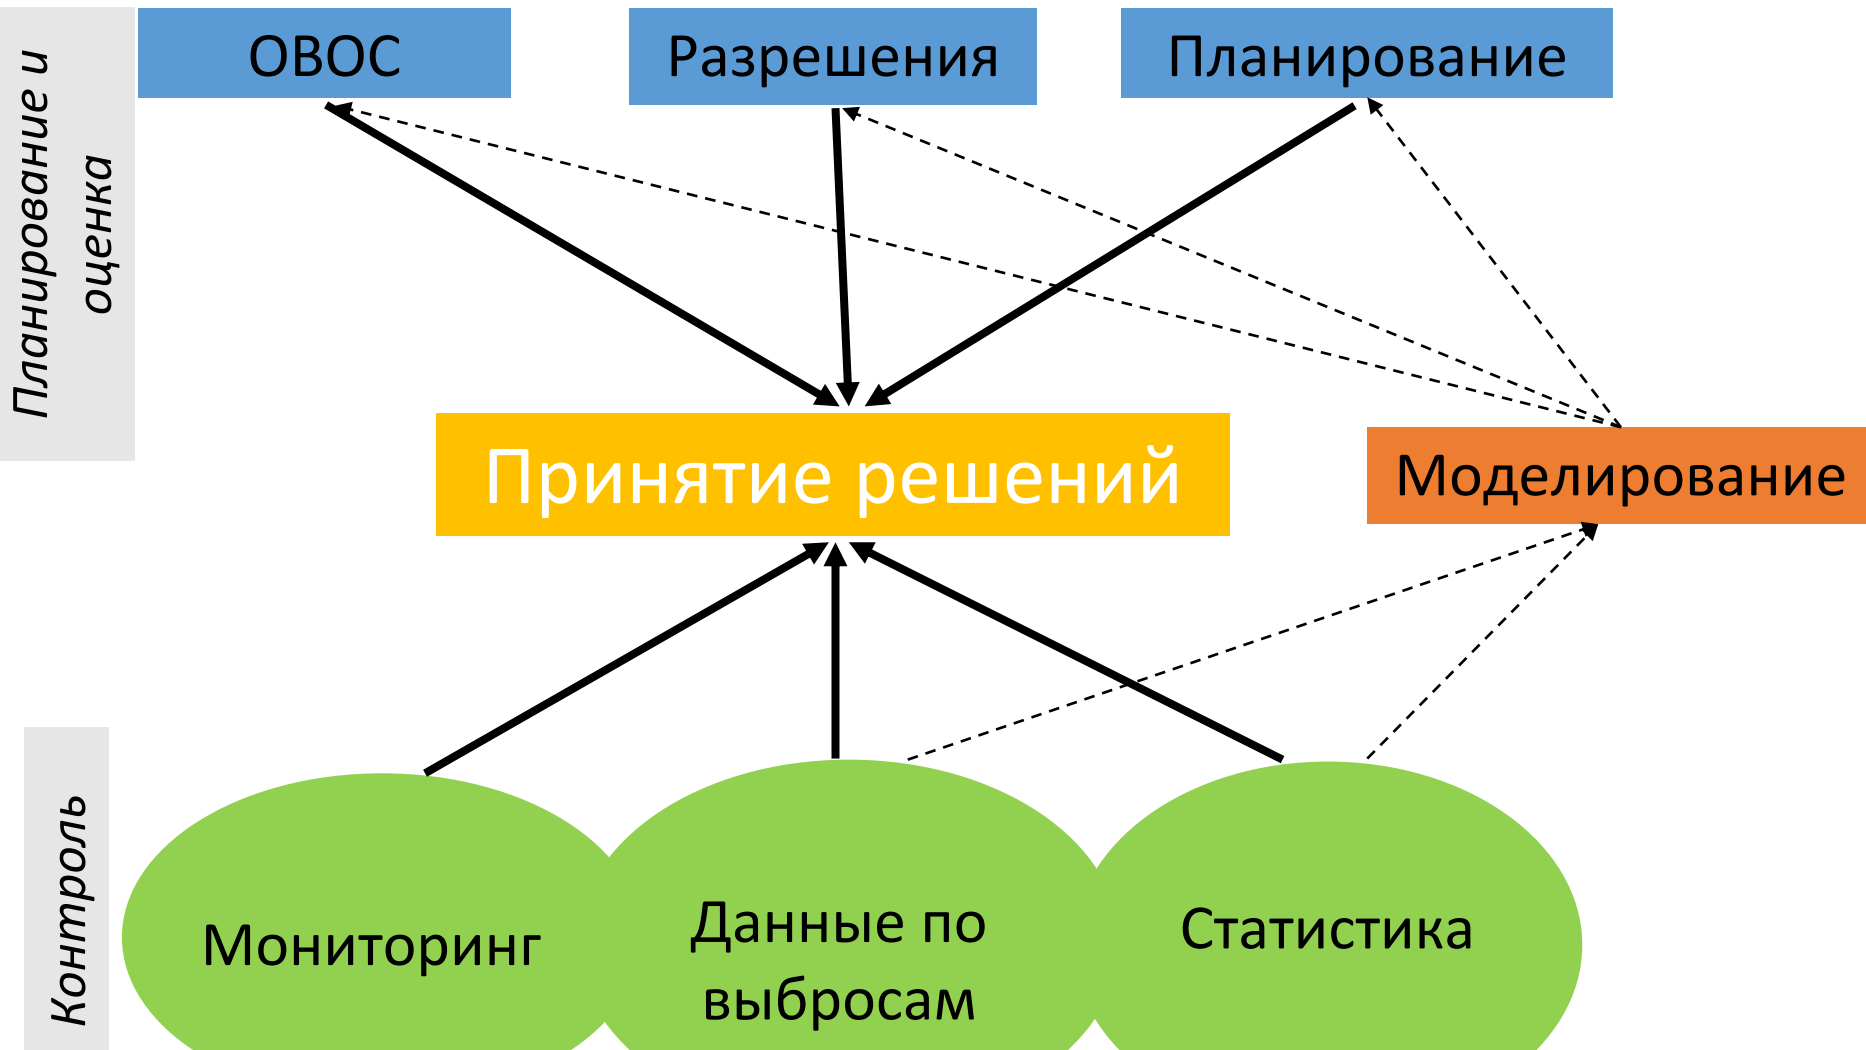 Планирование и
оценка
ОВОС
Разрешения
Планирование
Принятие решений
Моделирование
Контроль
Мониторинг
Данные по
выбросам
Статистика